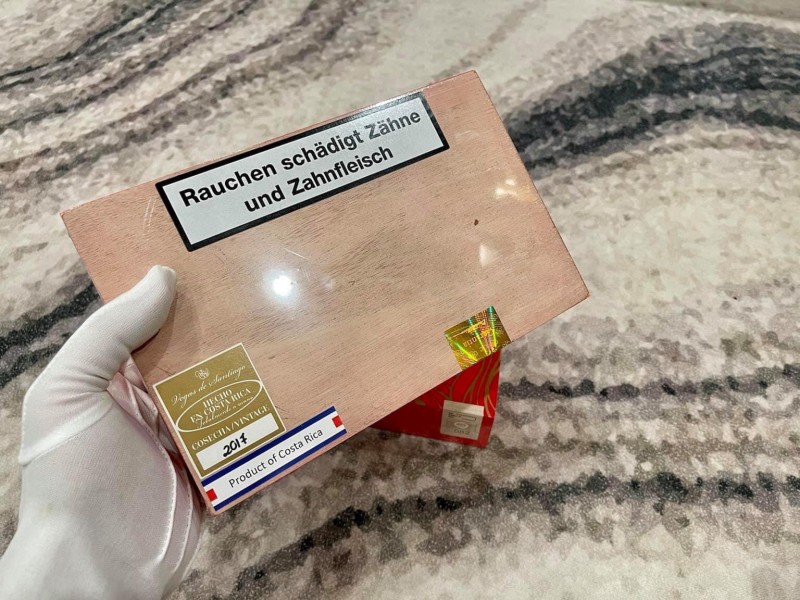 Rauchen schädigt Zähne
und Zahnfleisch
Vegas de Santiago
HECHO
EN COSTA RICA
COSECHA/VINTAGE
2017
Product of Costa Rica